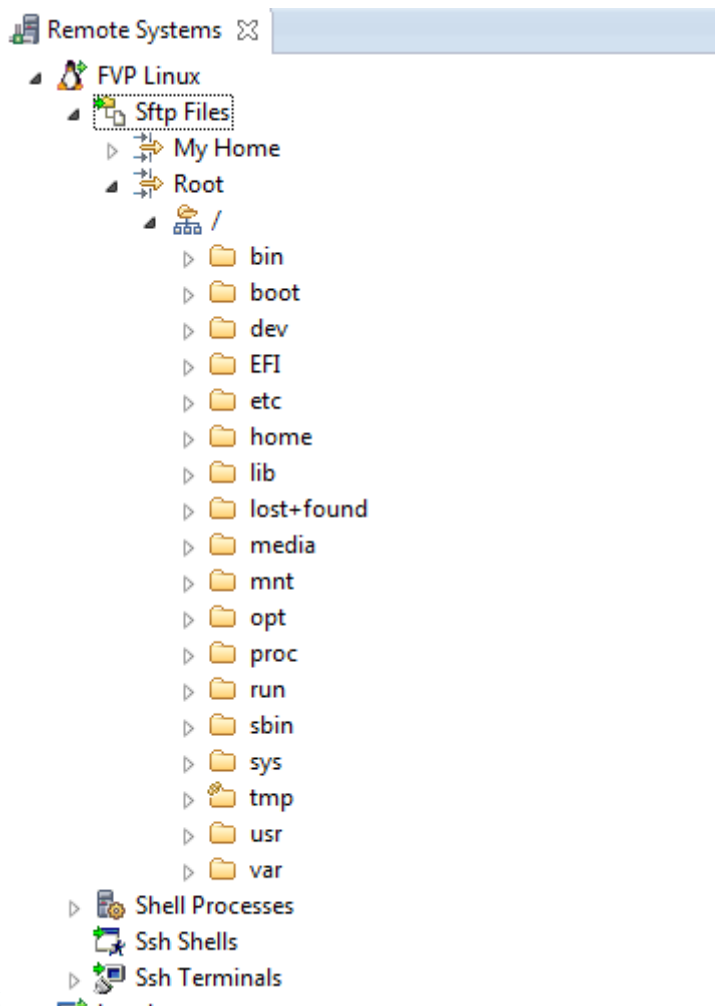 Remote Systems
FVP Linux
Sftp Files
My Home
Root
/
bin
boot
dev
EFI
etc
home
lib
lost+found
media
mnt
opt
proc
run
sbin
sys
tmp
usr
var
Shell Processes
Ssh Shells
Ssh Terminals